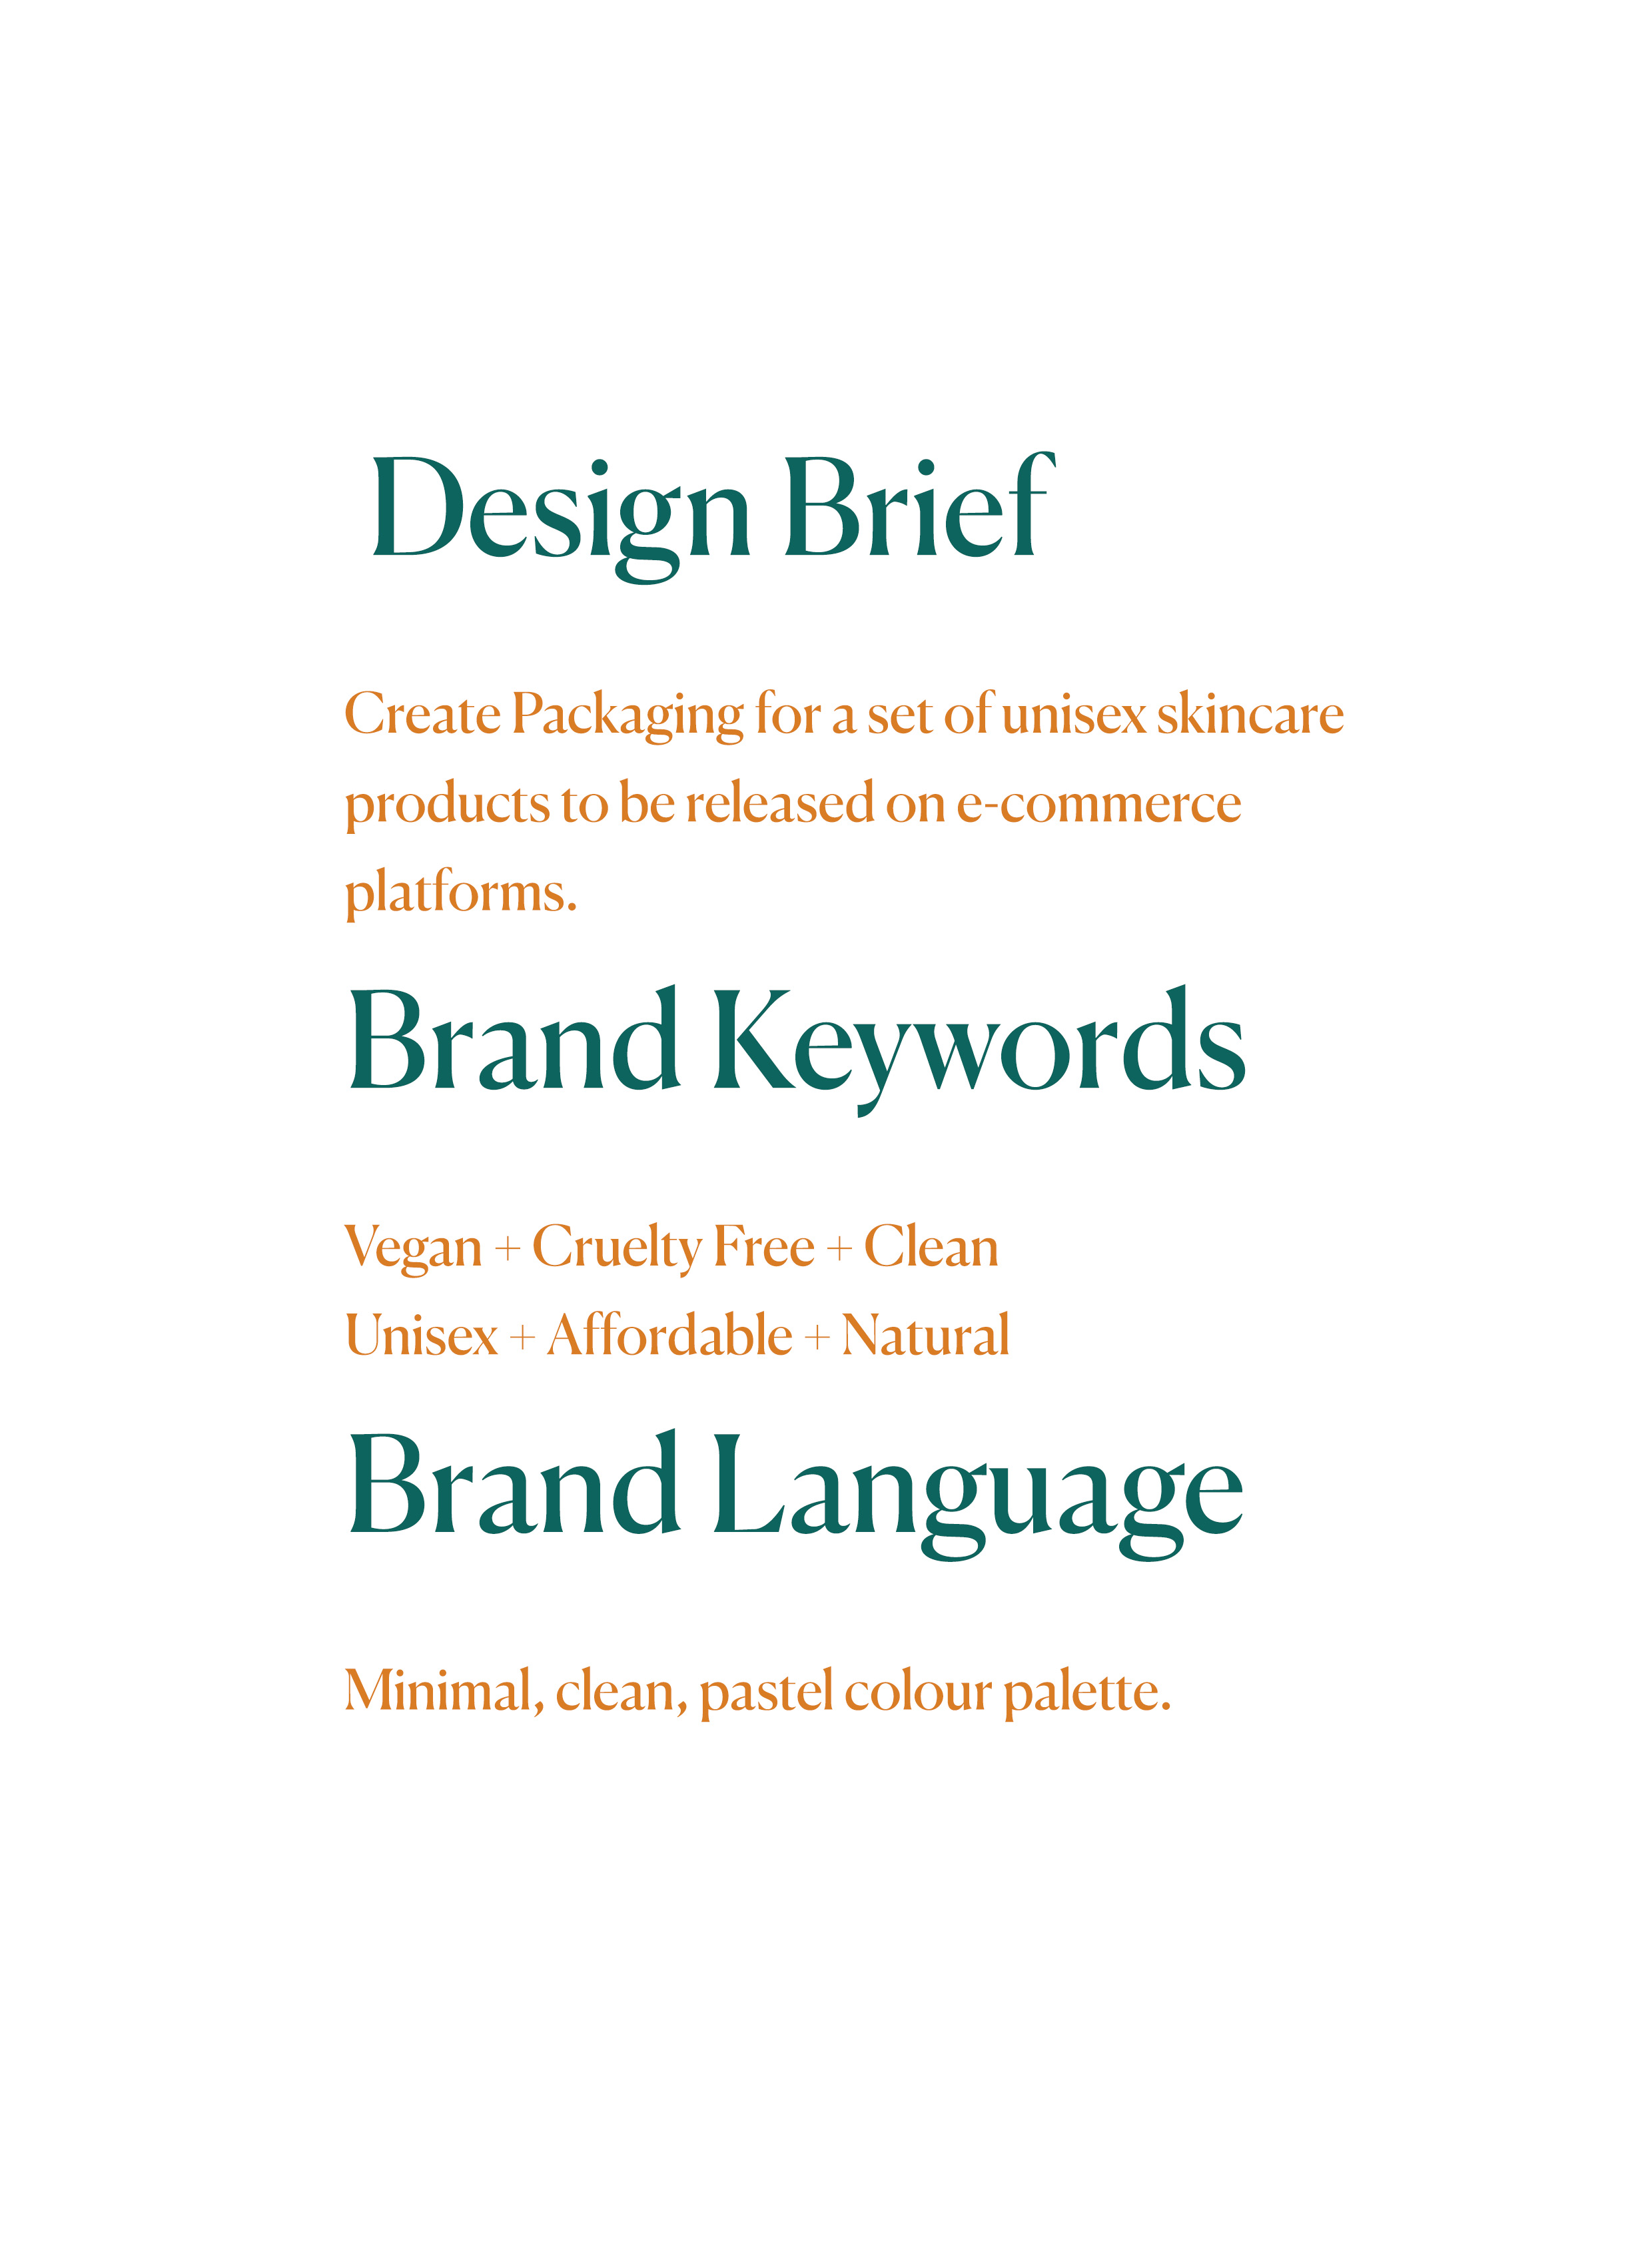 Design Brief
Create Packaging for a set of unisex skincare
products to be released on e-commerce
platforms.
Brand Keywords
Vegan + Cruelty Free + Clean
Unisex + Affordable + Natural
Brand Language
Minimal, clean, pastel colour palette.